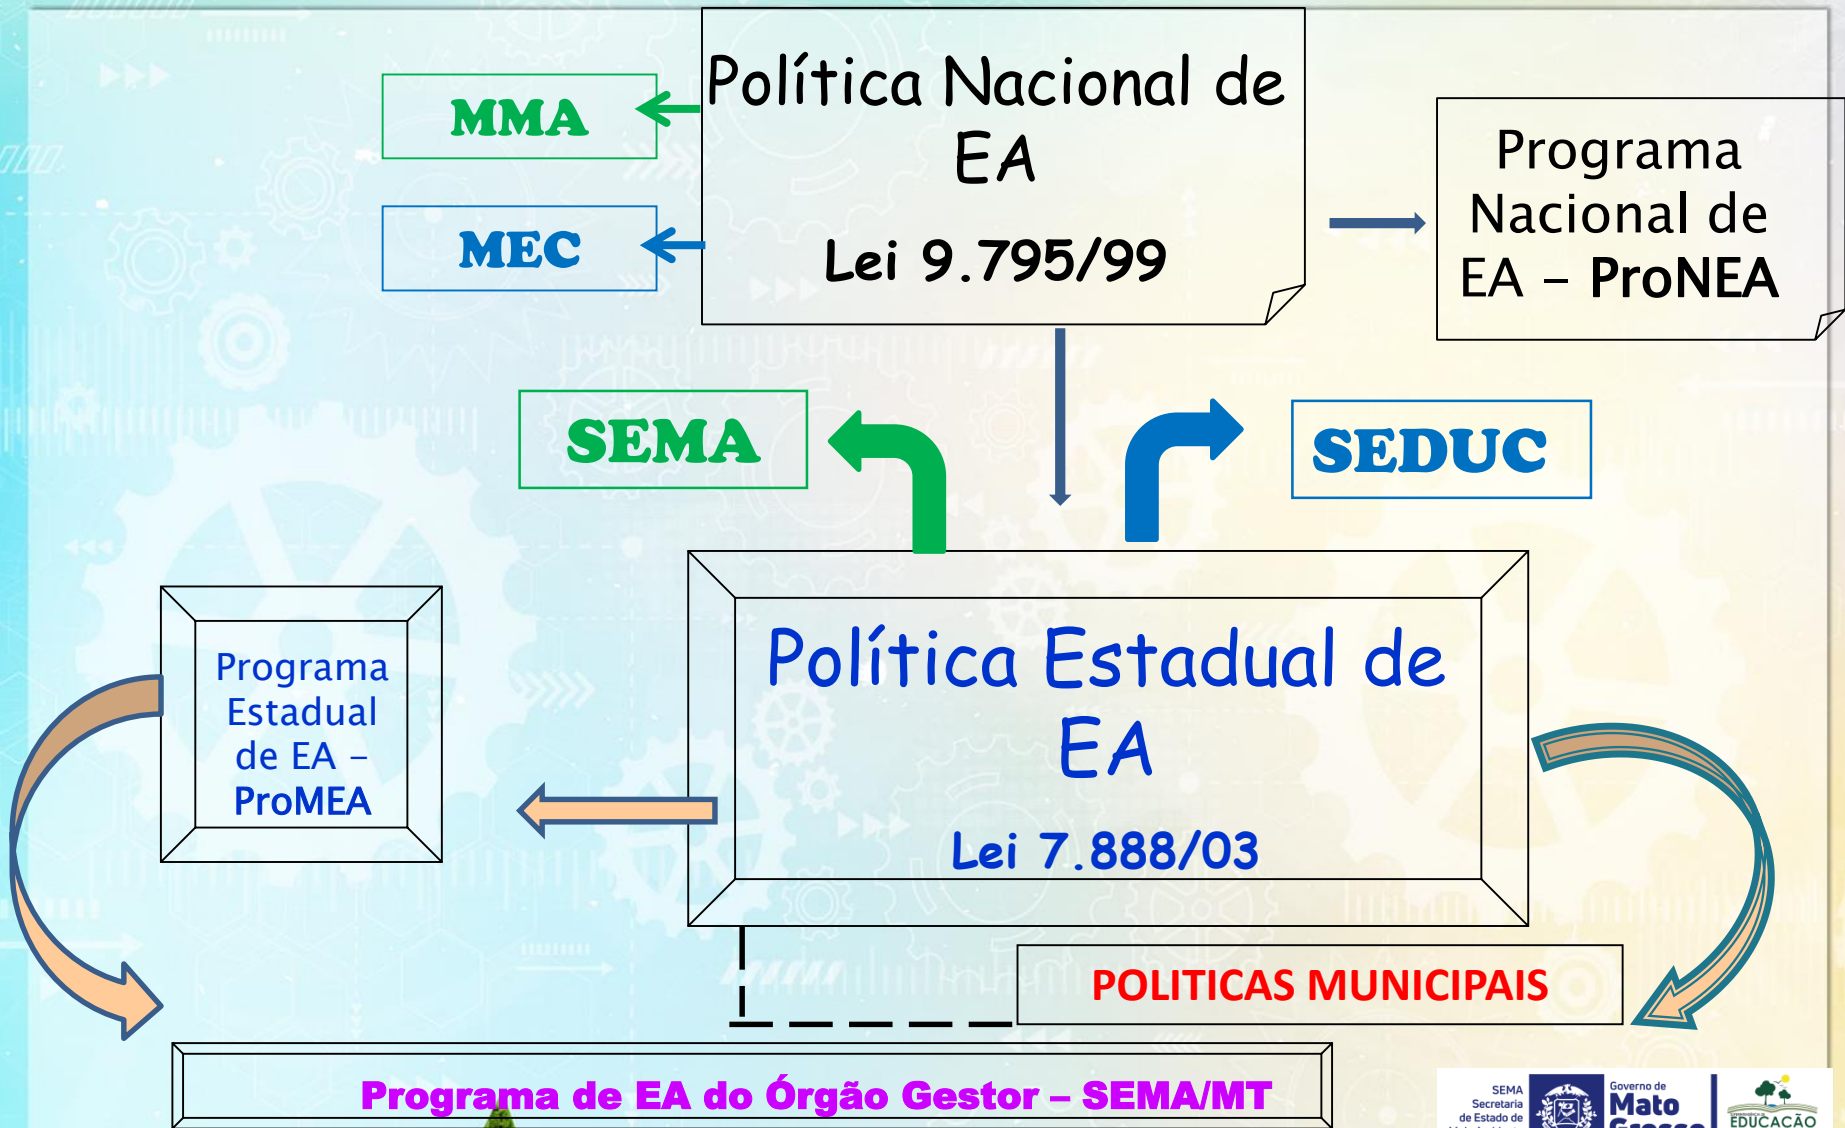 Política Nacional de
EA
Lei 9.795/99
MMA
MEC
Programa
Nacional de
EA – ProNEA
SEMA
SEDUC
Política Estadual de
EA
Lei 7.888/03
Programa
Estadual
de EA –
ProMEA
POLITICAS MUNICIPAIS
Programa de EA do Órgão Gestor – SEMA/MT
SEMA
Secretaria
de Estado de
Governo de
Mato
EDUCAÇÃO